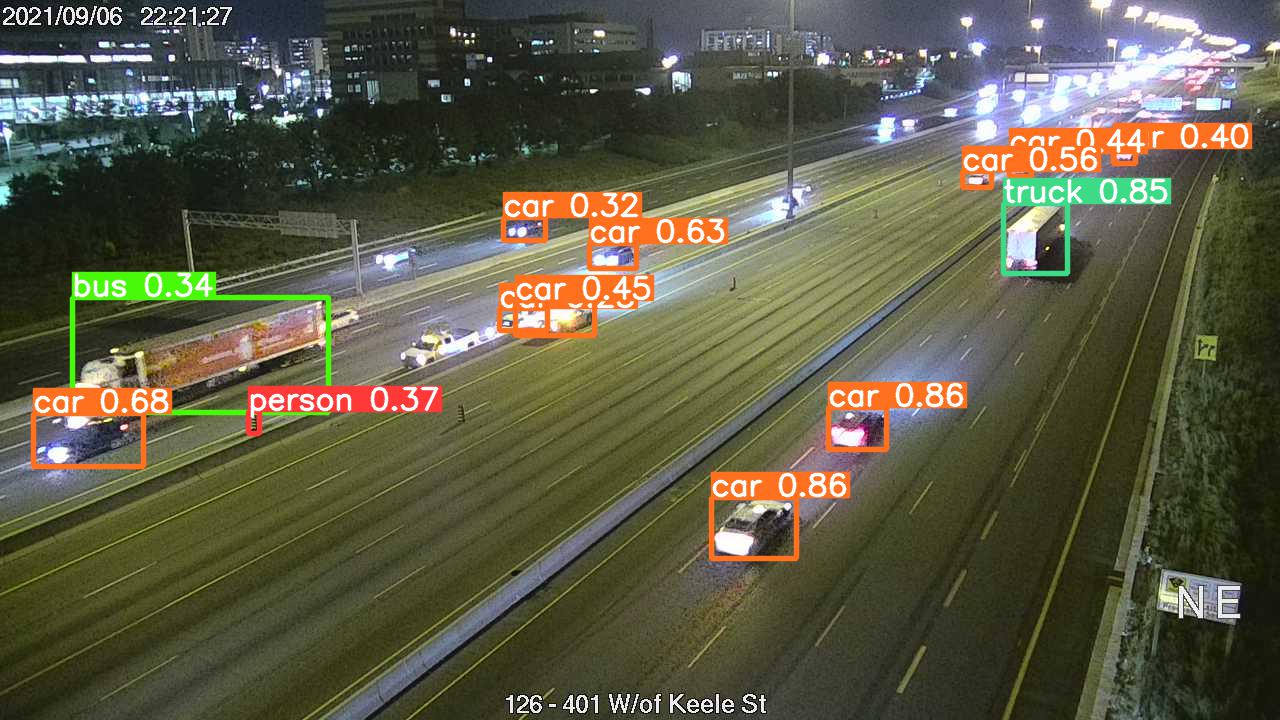 2021/09/06 22:21:27
car 0.44
r 0.40
car 0.56
truck 0.85
car 0.32
car 0.63
bus 0.34
car 0.45
car 0.68
person 0.37
car 0.86
car 0.86
NE
126 - 401 W/of Keele St